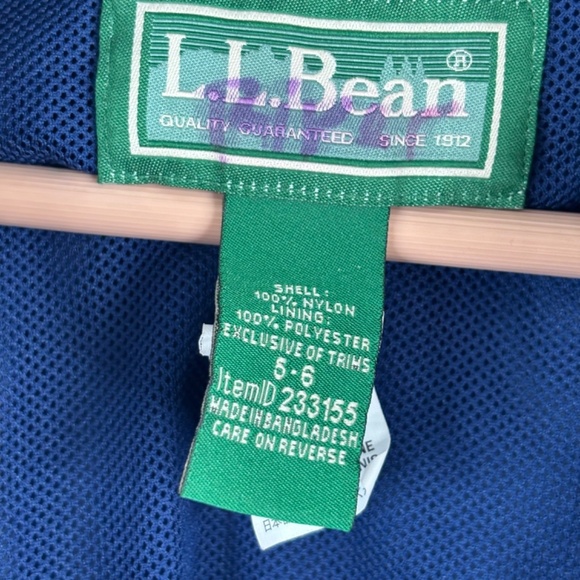 L.L.Bean®
QUALITY GUARANTEED SINCE 1912
SHELL:
100% NYLON
LINING:
100% POLYESTER
EXCLUSIVE OF TRIMS
5-6
ItemID 233155
MADE IN BANGLADESH
CARE ON REVERSE